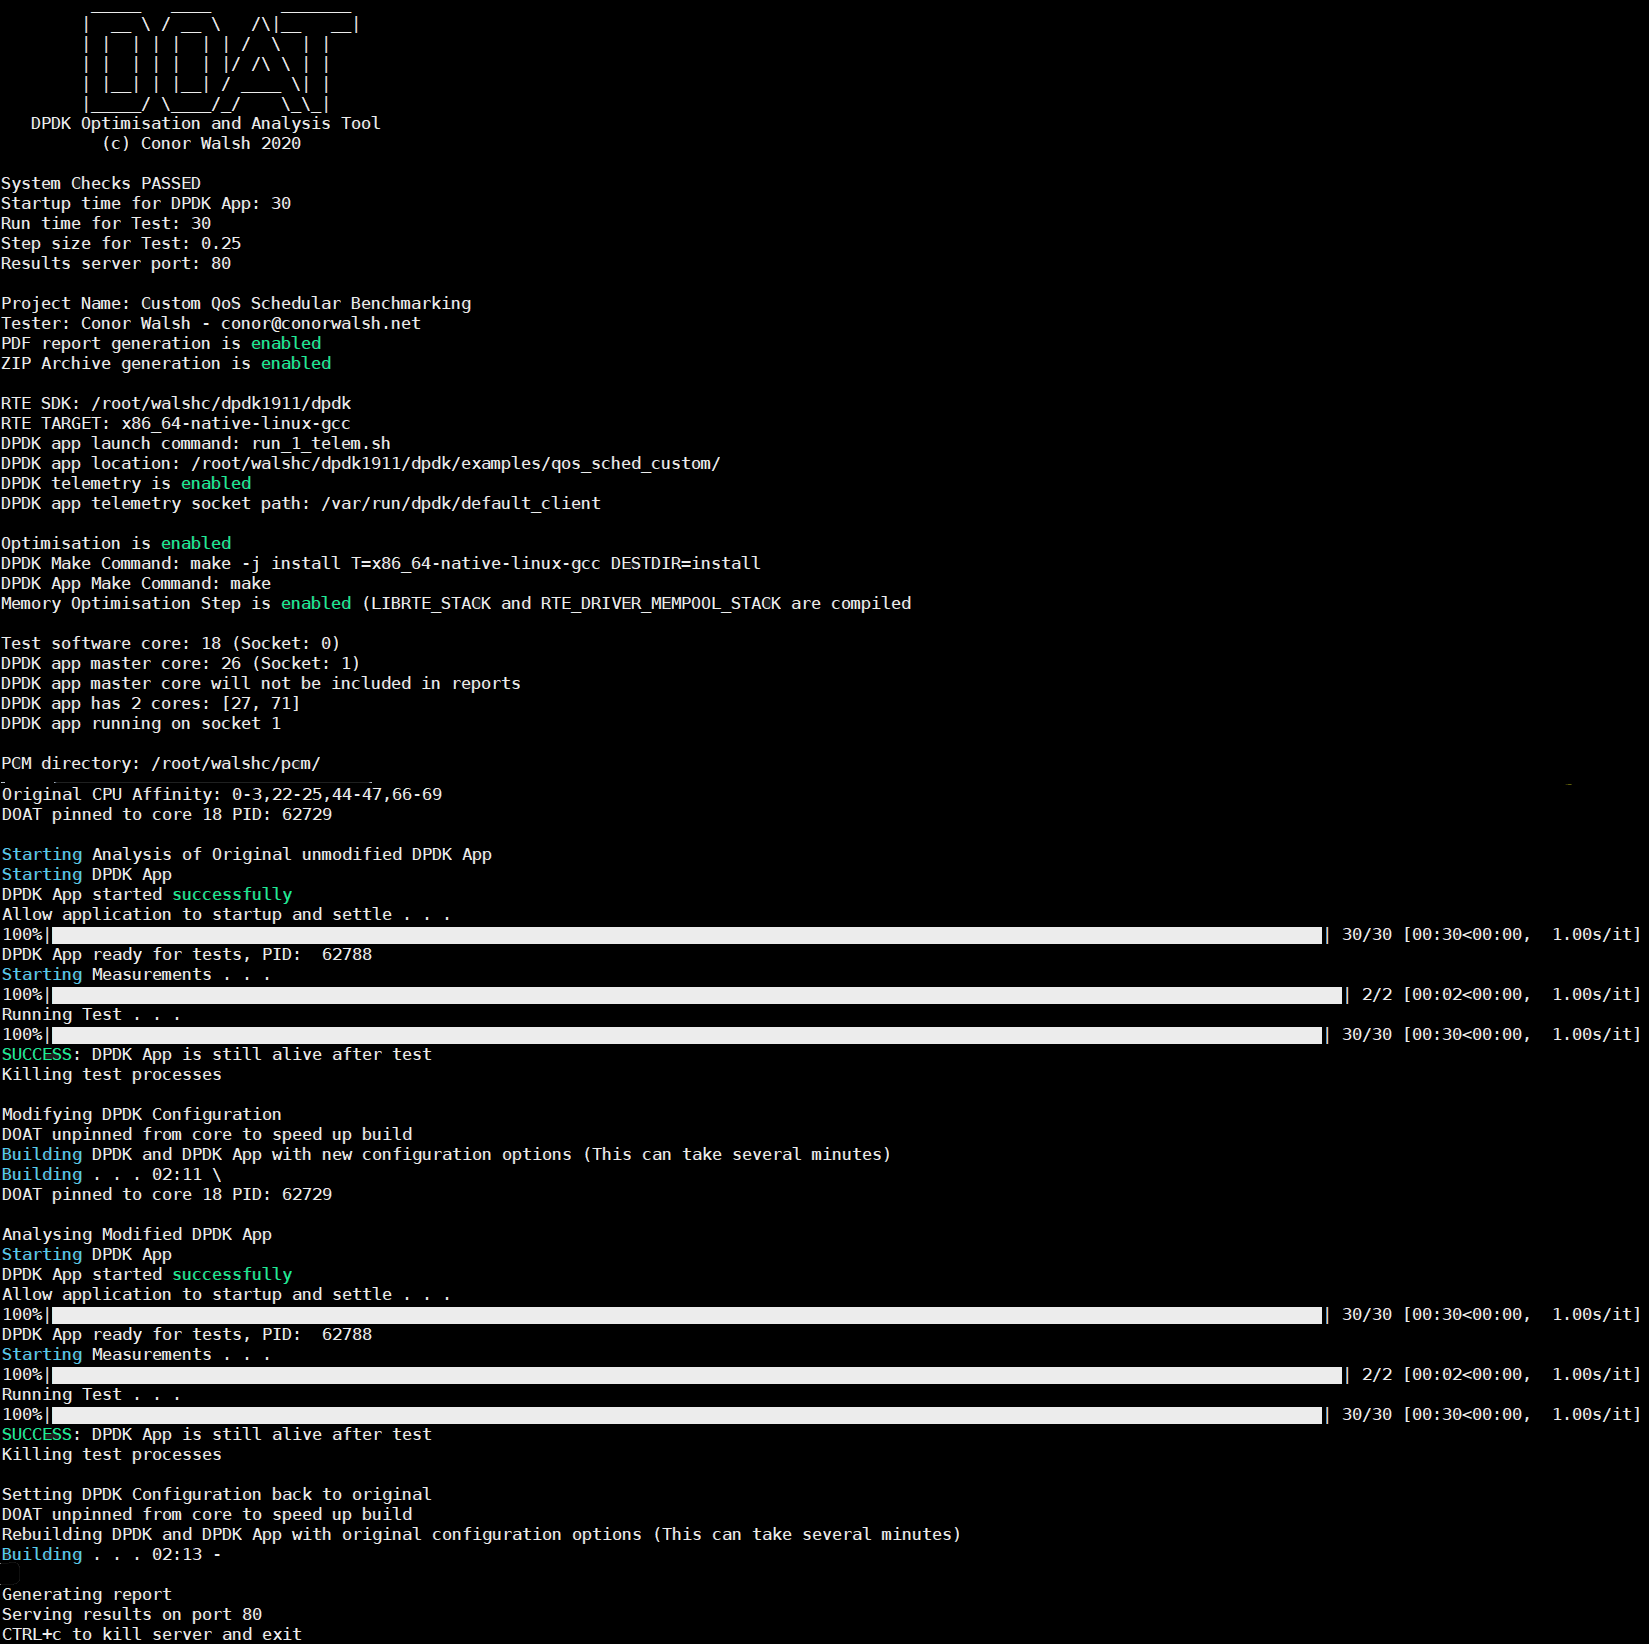 DOAT
DPDK Optimisation and Analysis Tool
(c) Conor Walsh 2020
System Checks PASSED
Startup time for DPDK App: 30
Run time for Test: 30
Step size for Test: 0.25
Results server port: 80
Project Name: Custom QoS Schedular Benchmarking
Tester: Conor Walsh - conor@conorwalsh.net
PDF report generation is enabled
ZIP Archive generation is enabled
RTE SDK: /root/walshc/dpdk1911/dpdk
RTE TARGET: x86_64-native-linux-gcc
DPDK app launch command: run_1_telem.sh
DPDK app location: /root/walshc/dpdk1911/dpdk/examples/qos_sched_custom/
DPDK telemetry is enabled
DPDK app telemetry socket path: /var/run/dpdk/default_client
Optimisation is enabled
DPDK Make Command: make -j install T=x86_64-native-linux-gcc DESTDIR=install
DPDK App Make Command: make
Memory Optimisation Step is enabled (LIBRTE_STACK and RTE_DRIVER_MEMPOOL_STACK are compiled
Test software core: 18 (Socket: 0)
DPDK app master core: 26 (Socket: 1)
DPDK app master core will not be included in reports
DPDK app has 2 cores: [27, 71]
DPDK app running on socket 1
PCM directory: /root/walshc/pcm/
Original CPU Affinity: 0-3,22-25,44-47,66-69
DOAT pinned to core 18 PID: 62729
Starting Analysis of Original unmodified DPDK App
Starting DPDK App
DPDK App started successfully
Allow application to startup and settle . . .
100%| | 30/30 [00:30<00:00,  1.00s/it]
DPDK App ready for tests, PID:  62788
Starting Measurements . . .
100%| | 2/2 [00:02<00:00,  1.00s/it]
Running Test . . .
100%| | 30/30 [00:30<00:00,  1.00s/it]
SUCCESS: DPDK App is still alive after test
Killing test processes
Modifying DPDK Configuration
DOAT unpinned from core to speed up build
Building DPDK and DPDK App with new configuration options (This can take several minutes)
Building . . . 02:11 \
DOAT pinned to core 18 PID: 62729
Analysing Modified DPDK App
Starting DPDK App
DPDK App started successfully
Allow application to startup and settle . . .
100%| | 30/30 [00:30<00:00,  1.00s/it]
DPDK App ready for tests, PID:  62788
Starting Measurements . . .
100%| | 2/2 [00:02<00:00,  1.00s/it]
Running Test . . .
100%| | 30/30 [00:30<00:00,  1.00s/it]
SUCCESS: DPDK App is still alive after test
Killing test processes
Setting DPDK Configuration back to original
DOAT unpinned from core to speed up build
Rebuilding DPDK and DPDK App with original configuration options (This can take several minutes)
Building . . . 02:13 -
Generating report
Serving results on port 80
CTRL+c to kill server and exit